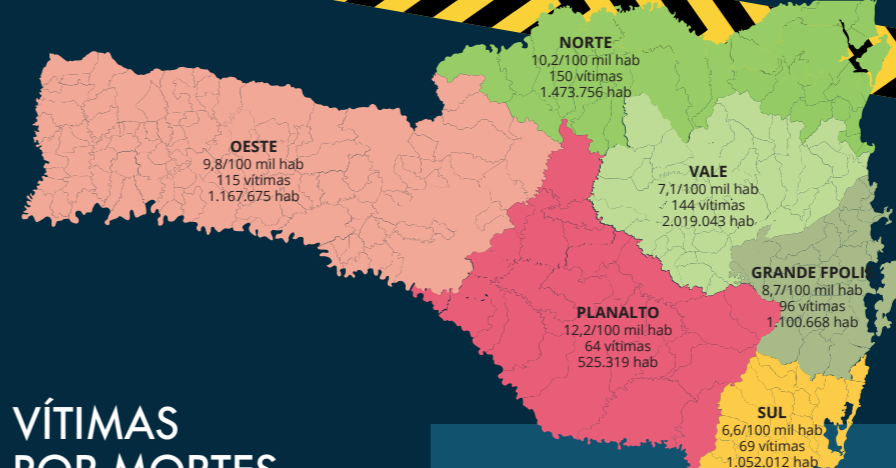 NORTE
10,2/100 mil hab
150 vítimas
1.473.756 hab
OESTE
9,8/100 mil hab
115 vítimas
1.167.675 hab
VALE
7,1/100 mil hab
144 vítimas
2.019.043 hab
GRANDE FPOLIS
8,7/100 mil hab
96 vítimas
1.100.668 hab
PLANALTO
12,2/100 mil hab
64 vítimas
525.319 hab
SUL
6,6/100 mil hab
69 vítimas
1.052.012 hab
VÍTIMAS
POR MORTES